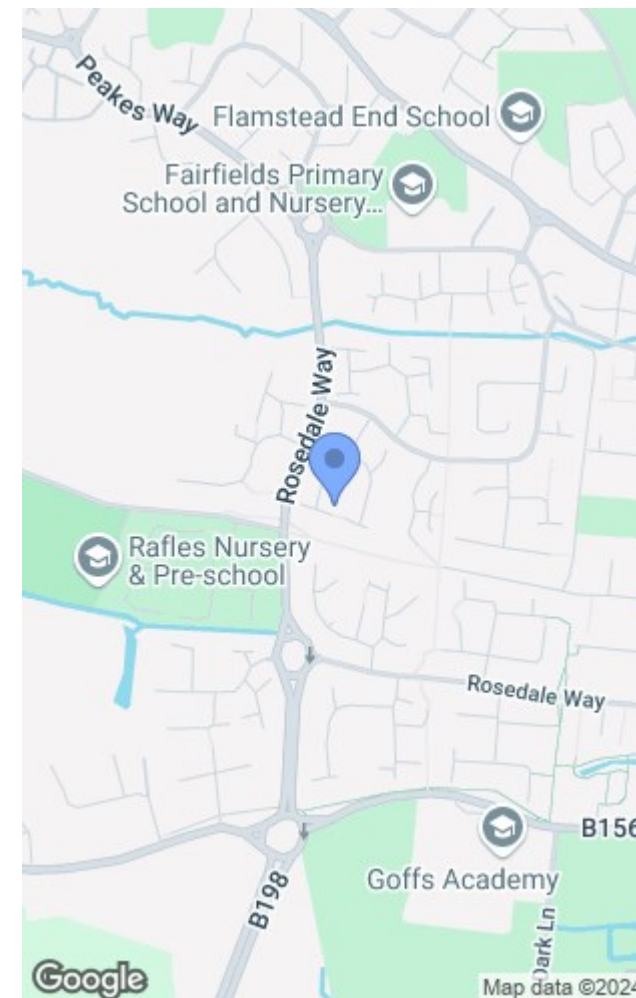 Peakes Way
Flamstead End School
Fairfields Primary
School and Nursery...
Rosedale Way
Rafles Nursery
& Pre-school
Rosedale Way
B156
Goffs Academy
B198
Dark Ln
Google
Map data ©2024